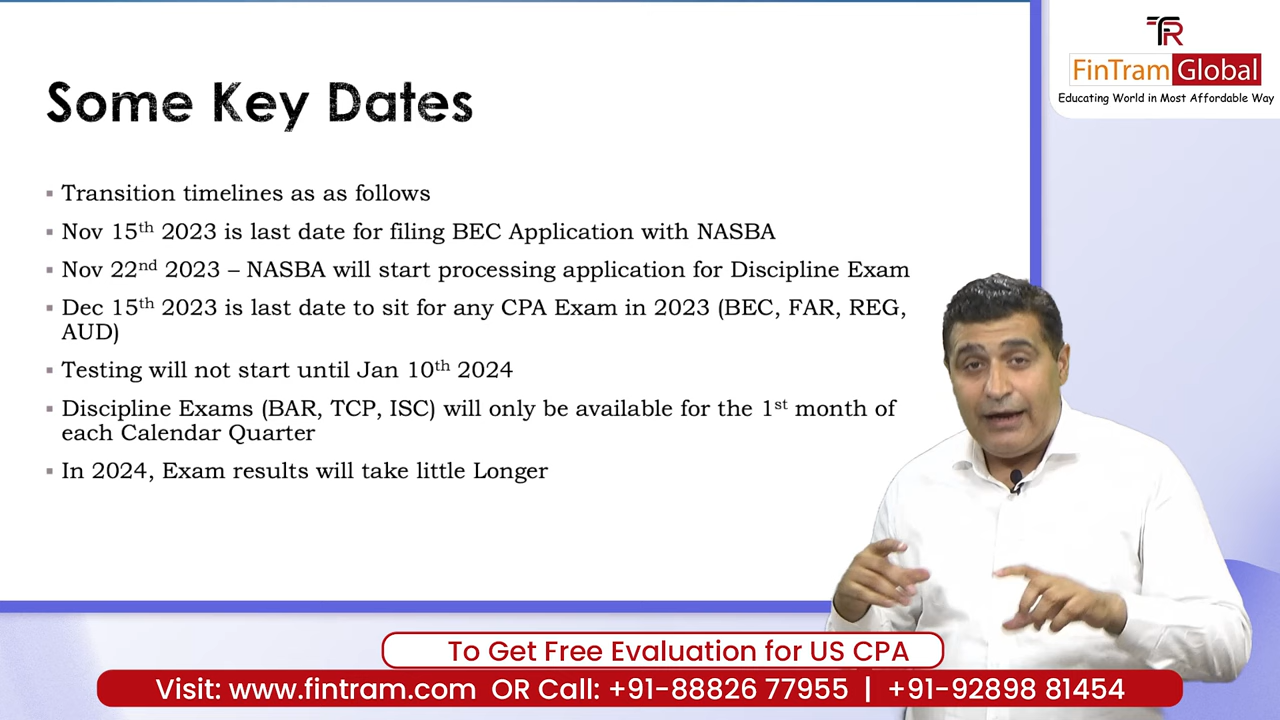 Some Key Dates
Transition timelines as as follows
Nov 15th 2023 is last date for filing BEC Application with NASBA
Nov 22nd 2023 – NASBA will start processing application for Discipline Exam
Dec 15th 2023 is last date to sit for any CPA Exam in 2023 (BEC, FAR, REG,
AUD)
Testing will not start until Jan 10th 2024
Discipline Exams (BAR, TCP, ISC) will only be available for the 1st month of
each Calendar Quarter
In 2024, Exam results will take little Longer
FinTram Global
Educating World in Most Affordable Way
To Get Free Evaluation for US CPA
Visit: www.fintram.com OR Call: +91-88826 77955 | +91-92898 81454